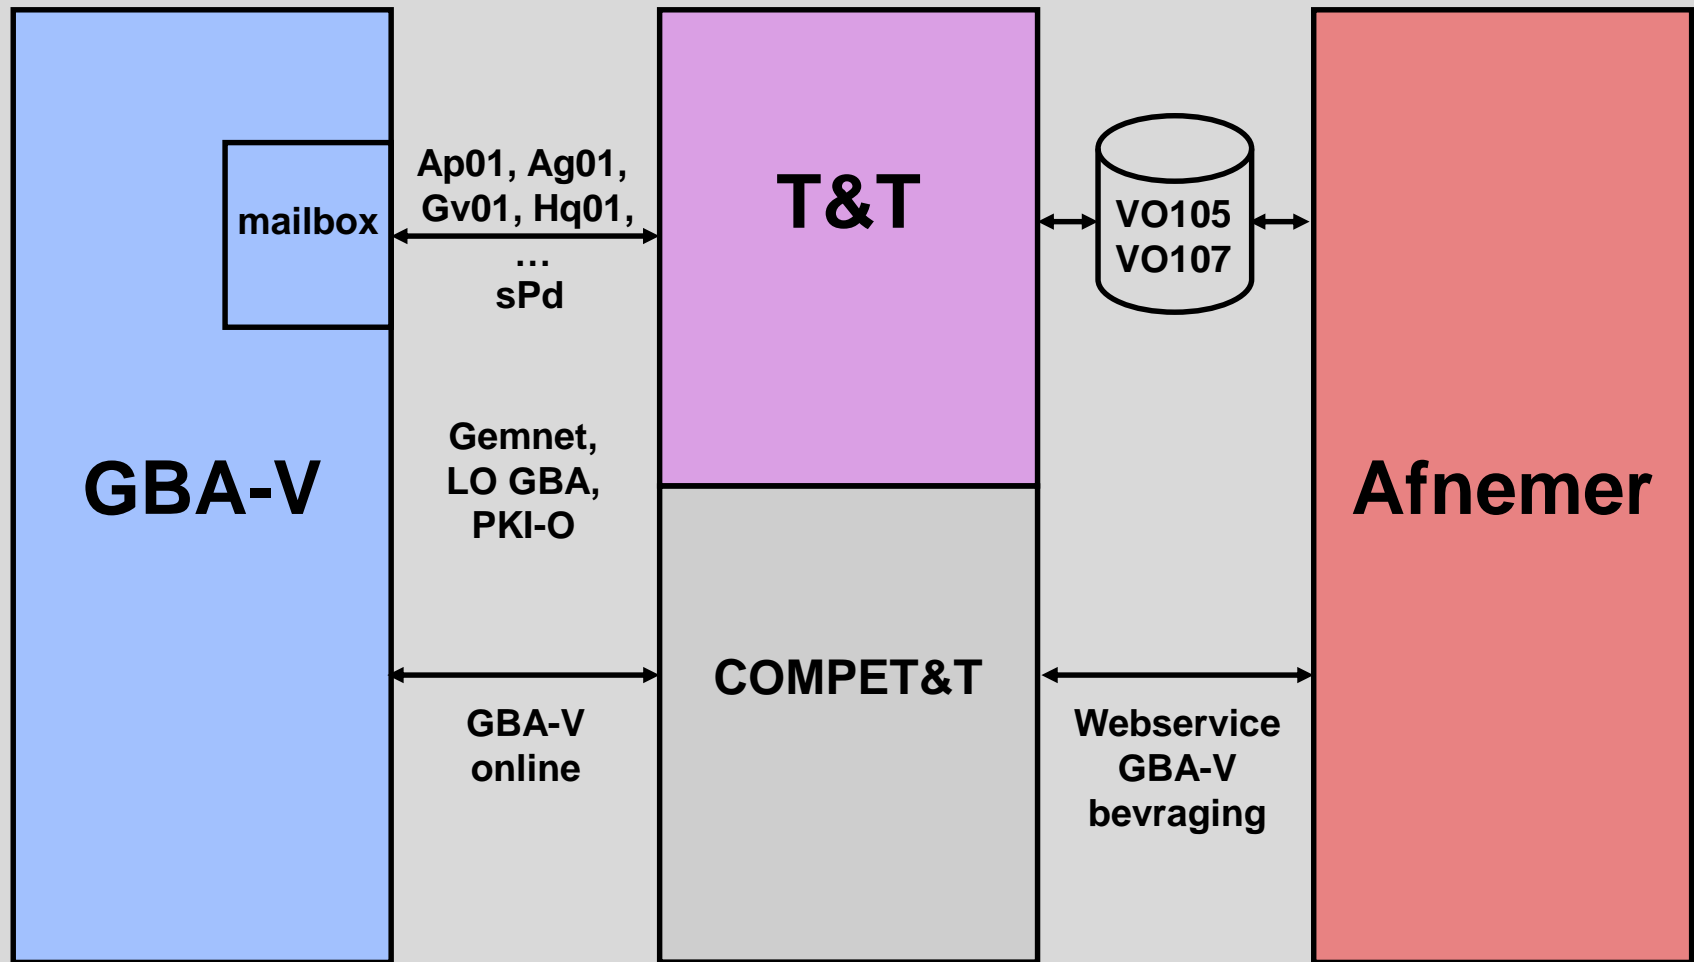 GBA-V
mailbox
Ap01, Ag01,
Gv01, Hq01,
...
sPd
Gemnet,
LO GBA,
PKI-O
GBA-V
online
T&T
COMPET&T
VO105
VO107
Webservice
GBA-V
bevraging
Afnemer